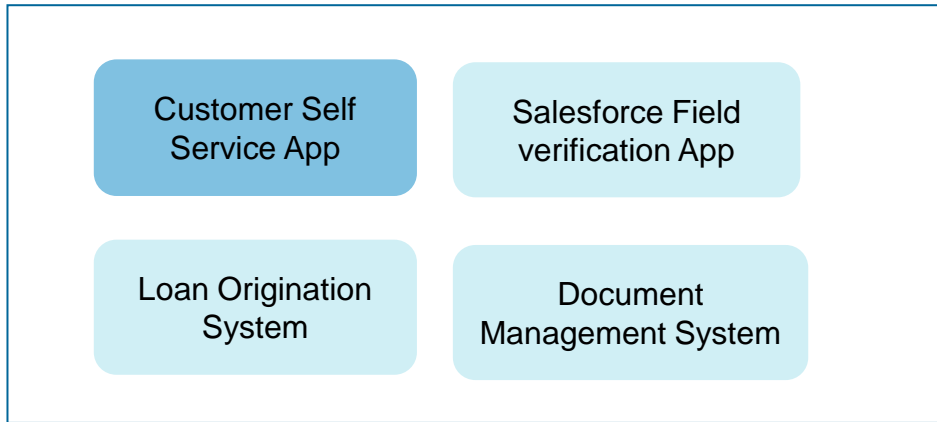 Customer Self
Service App
Salesforce Field
verification App
Loan Origination
System
Document
Management System